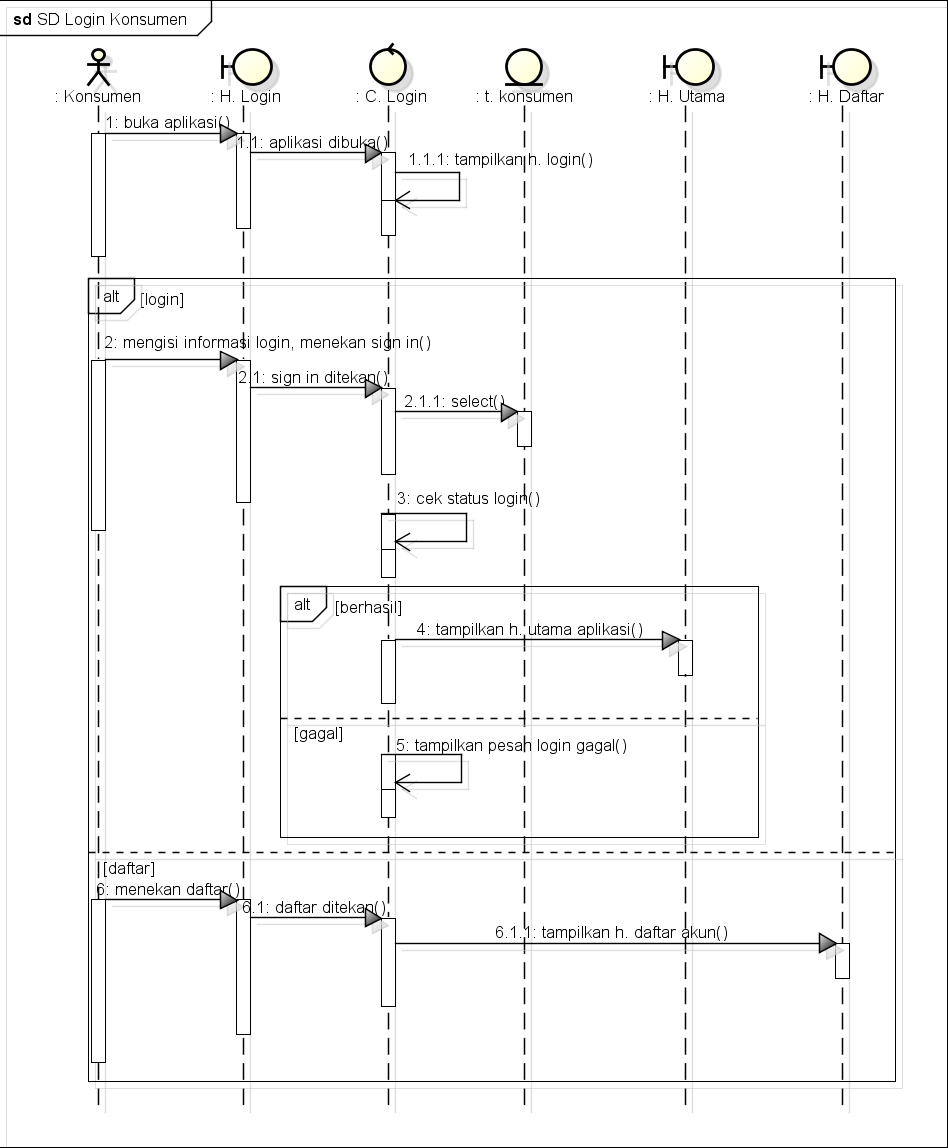 sd SD Login Konsumen
: Konsumen : H. Login : C. Login : t. konsumen : H. Utama : H. Daftar
1: buka aplikasi()
1.1: aplikasi dibuka()
1.1.1: tampilkan h. login()
alt [login]
2: mengisi informasi login, menekan sign in()
2.1: sign in ditekan()
2.1.1: select()
3: cek status login()
alt [berhasil]
4: tampilkan h. utama aplikasi()
[gagal]
5: tampilkan pesan login gagal()
[daftar]
6: menekan daftar()
6.1: daftar ditekan()
6.1.1: tampilkan h. daftar akun()